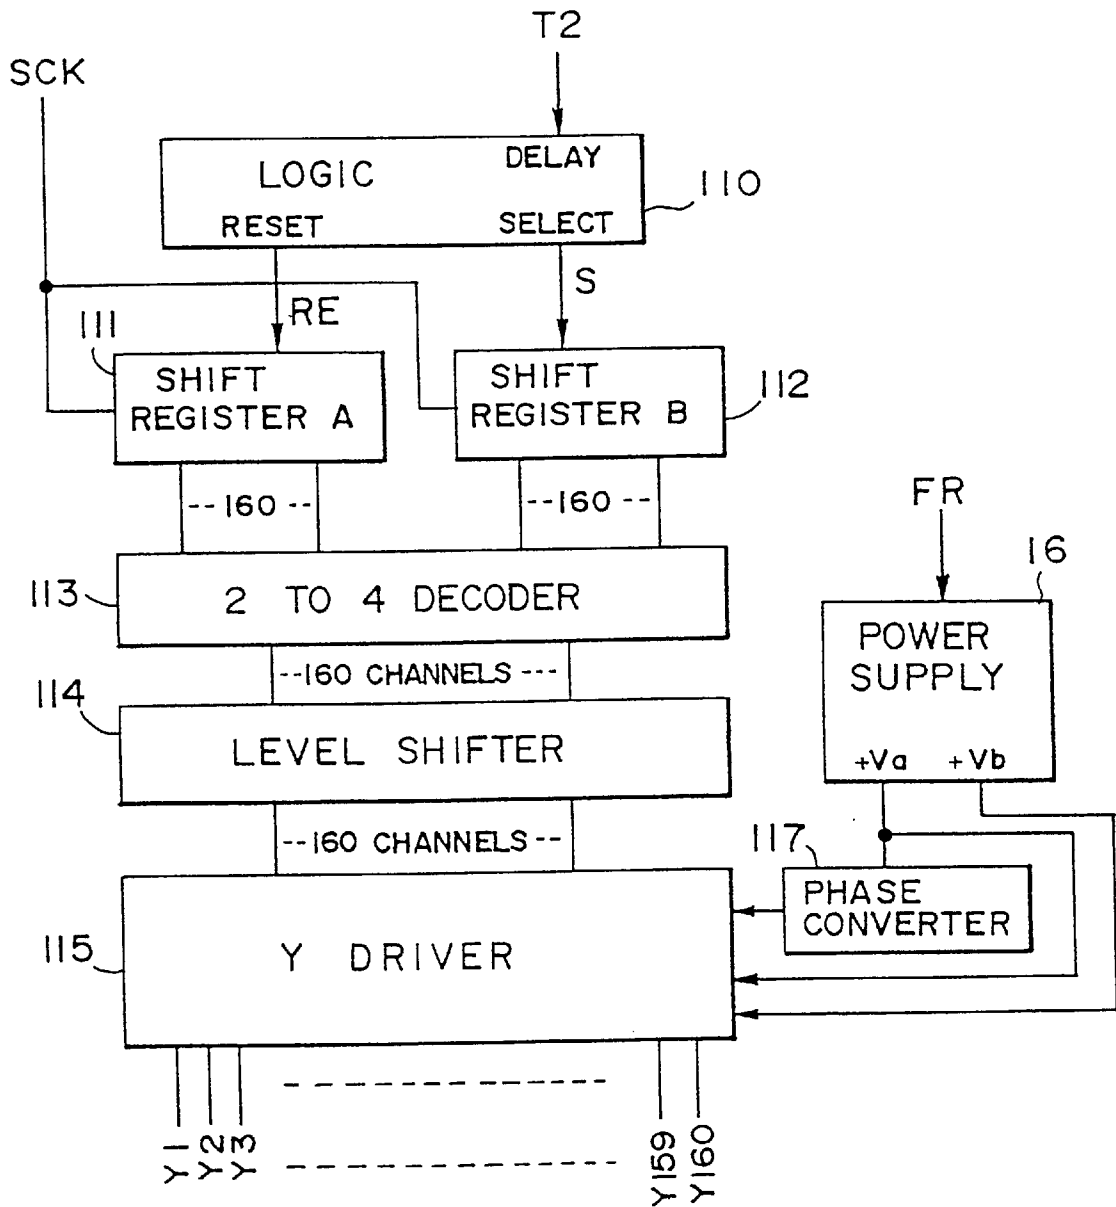 T2
SCK
LOGIC
DELAY
110
RESET
SELECT
RE
S
111
SHIFT
REGISTER A
SHIFT
REGISTER B
112
--160--
--160--
FR
16
113
2 TO 4 DECODER
POWER
SUPPLY
+Va
+Vb
--160 CHANNELS---
114
LEVEL SHIFTER
--160 CHANNELS--
117
PHASE
CONVERTER
115
Y DRIVER
Y1
Y2
Y3
Y159
Y160